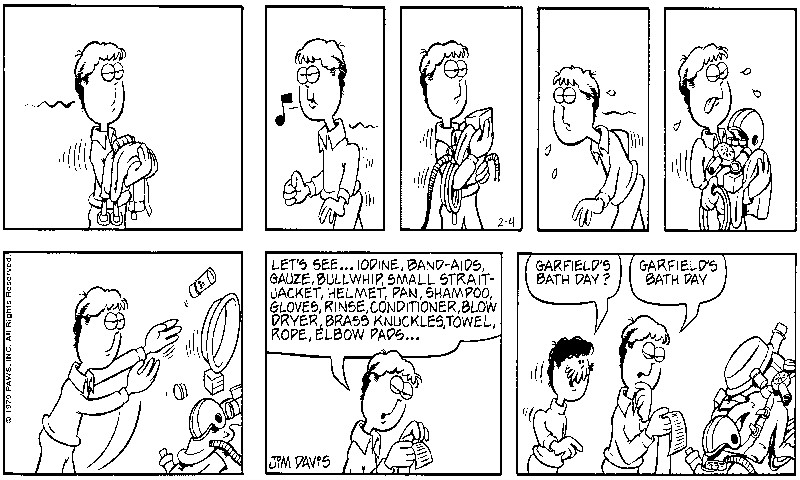 2-4
© 1979 PAWS, INC. All Rights Reserved.
LET'S SEE... IODINE, BAND-AIDS,
GAUZE, BULLWHIP, SMALL STRAIT-
JACKET, HELMET, PAN, SHAMPOO,
GLOVES, RINSE, CONDITIONER, BLOW
DRYER, BRASS KNUCKLES, TOWEL,
ROPE, ELBOW PADS...
JIM DAVIS
GARFIELD'S
BATH DAY?
GARFIELD'S
BATH DAY